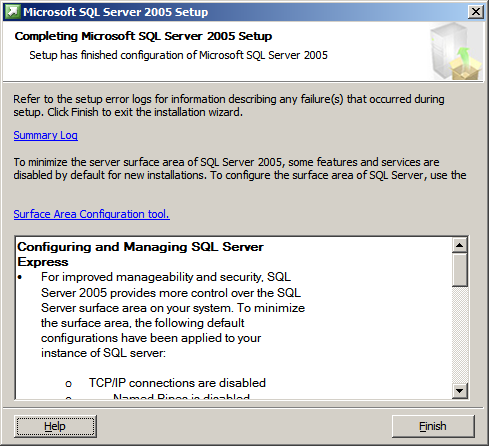 Microsoft SQL Server 2005 Setup
Completing Microsoft SQL Server 2005 Setup
Setup has finished configuration of Microsoft SQL Server 2005
Refer to the setup error logs for information describing any failure(s) that occurred during
setup. Click Finish to exit the installation wizard.
Summary Log
To minimize the server surface area of SQL Server 2005, some features and services are
disabled by default for new installations. To configure the surface area of SQL Server, use the
Surface Area Configuration tool.
Configuring and Managing SQL Server
Express
• For improved manageability and security, SQL
Server 2005 provides more control over the SQL
Server surface area on your system. To minimize
the surface area, the following default
configurations have been applied to your
instance of SQL server:
o TCP/IP connections are disabled
o Named Pipes is disabled
Help
Finish